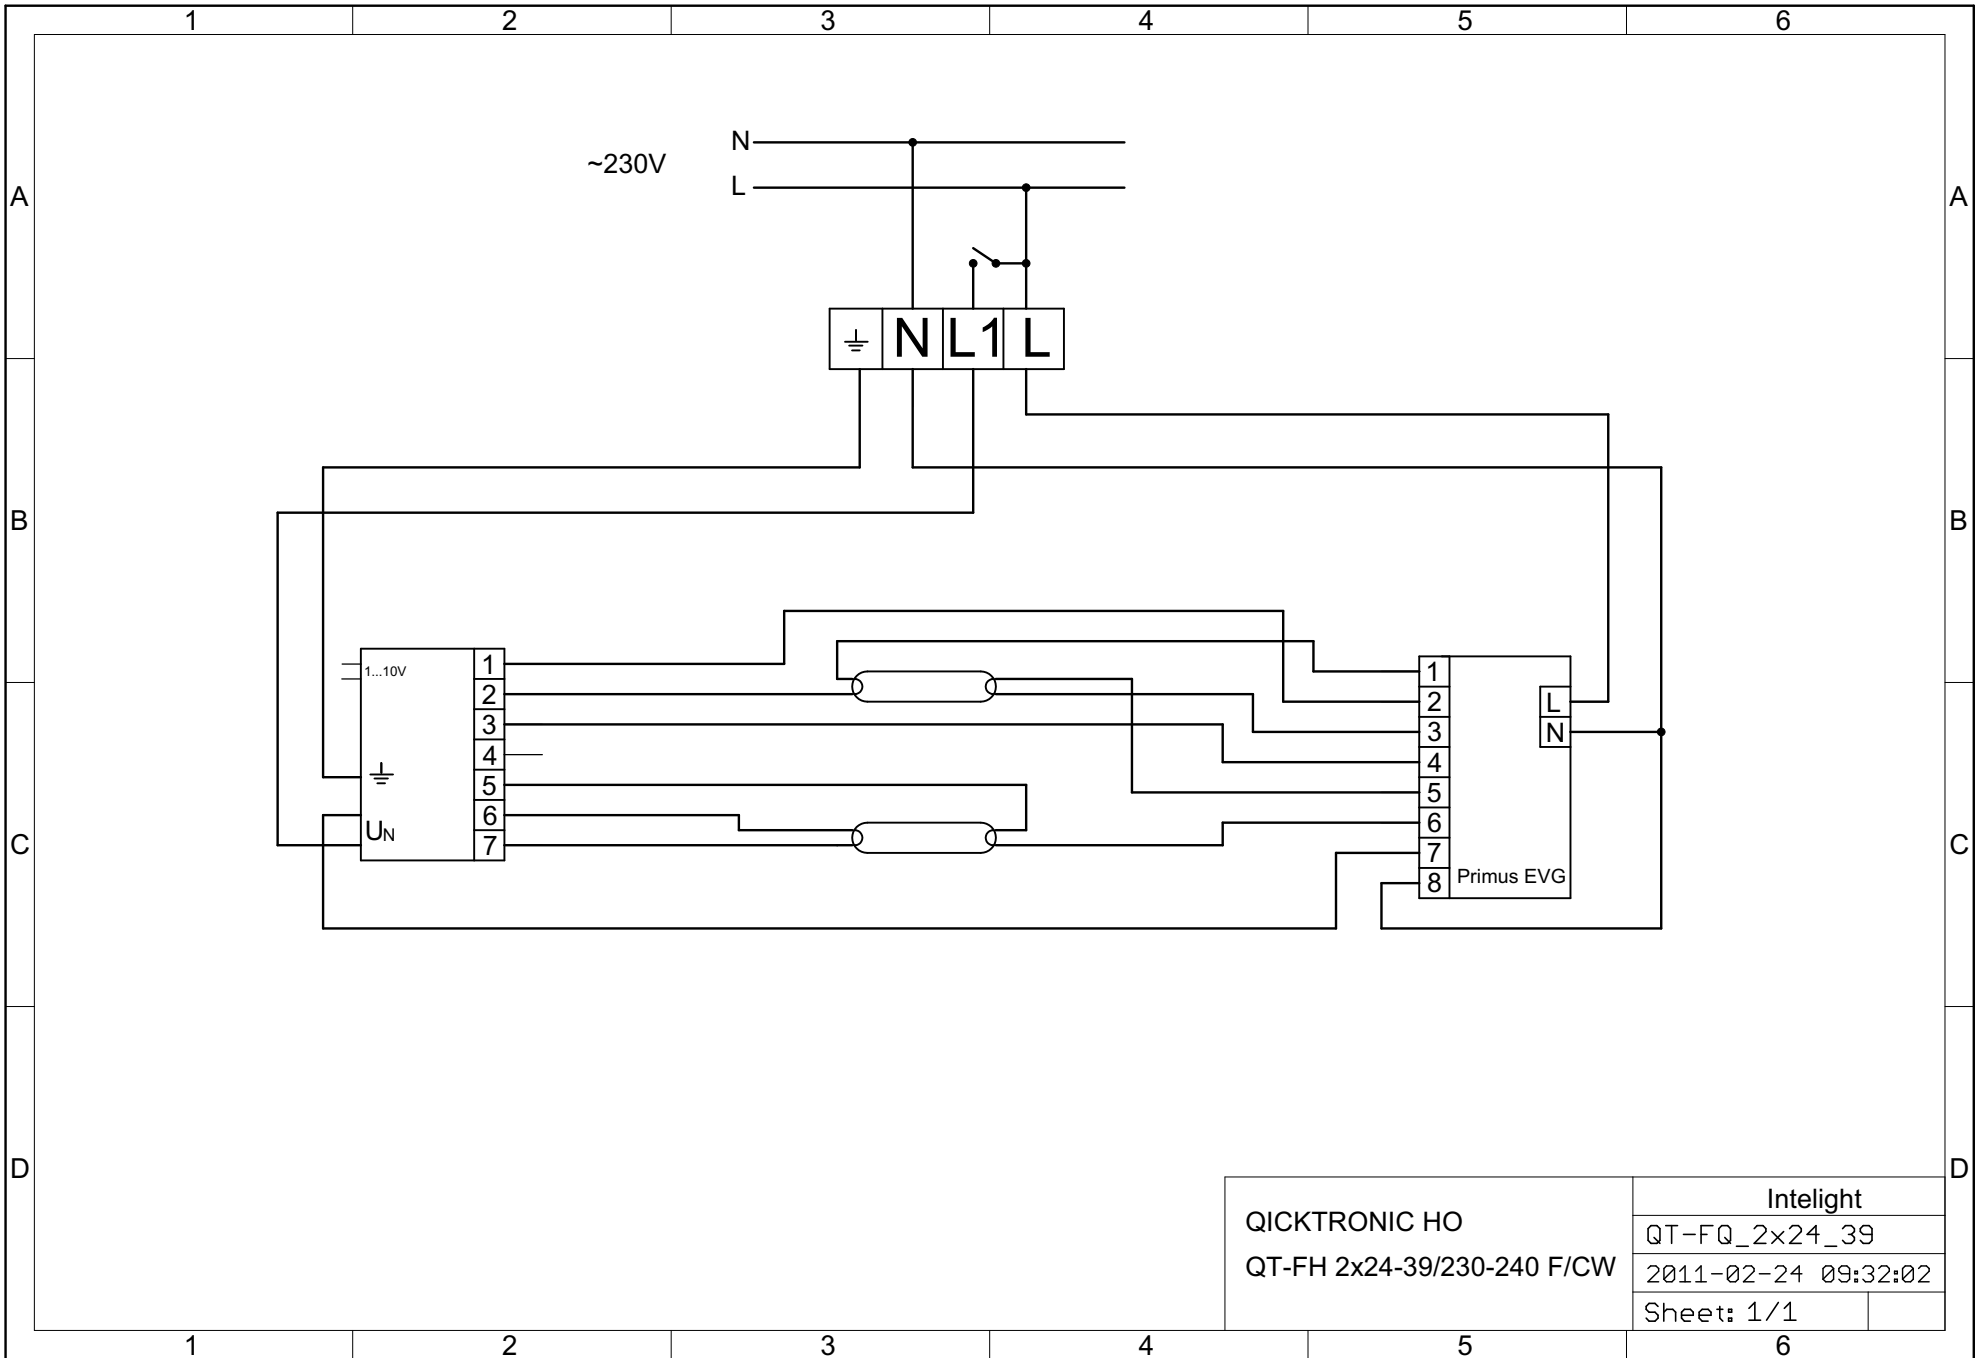 1 2 3 4 5 6
N
~230V
L
A A
N L1 L
B B
1...10V
1
2
3
4
5
6
7
UN
1
2
3
4
5
6
7
8
L
N
Primus EVG
C C
D D
QICKTRONIC HO
QT-FH 2x24-39/230-240 F/CW
Intelight
QT-FQ_2x24_39
2011-02-24 09:32:02
Sheet: 1/1
1 2 3 4 5 6